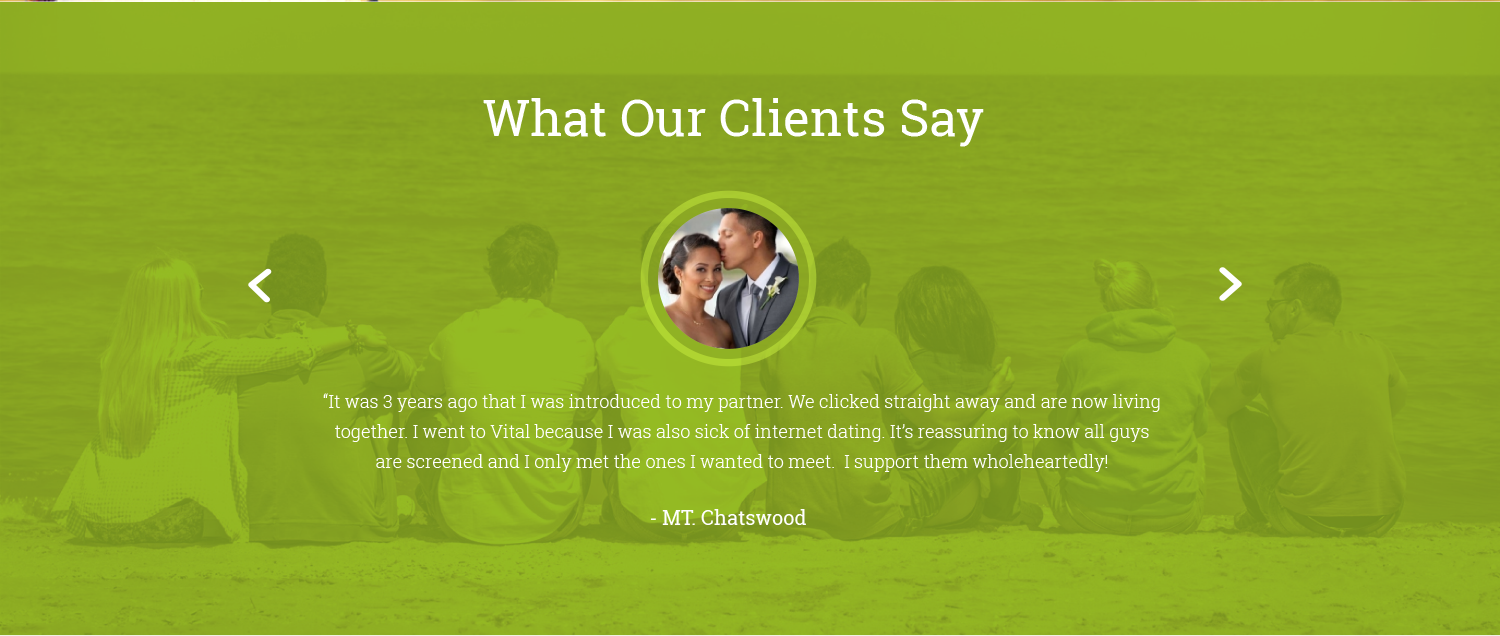 What Our Clients Say
“It was 3 years ago that I was introduced to my partner. We clicked straight away and are now living
together. I went to Vital because I was also sick of internet dating. It’s reassuring to know all guys
are screened and I only met the ones I wanted to meet.  I support them wholeheartedly!
- MT. Chatswood